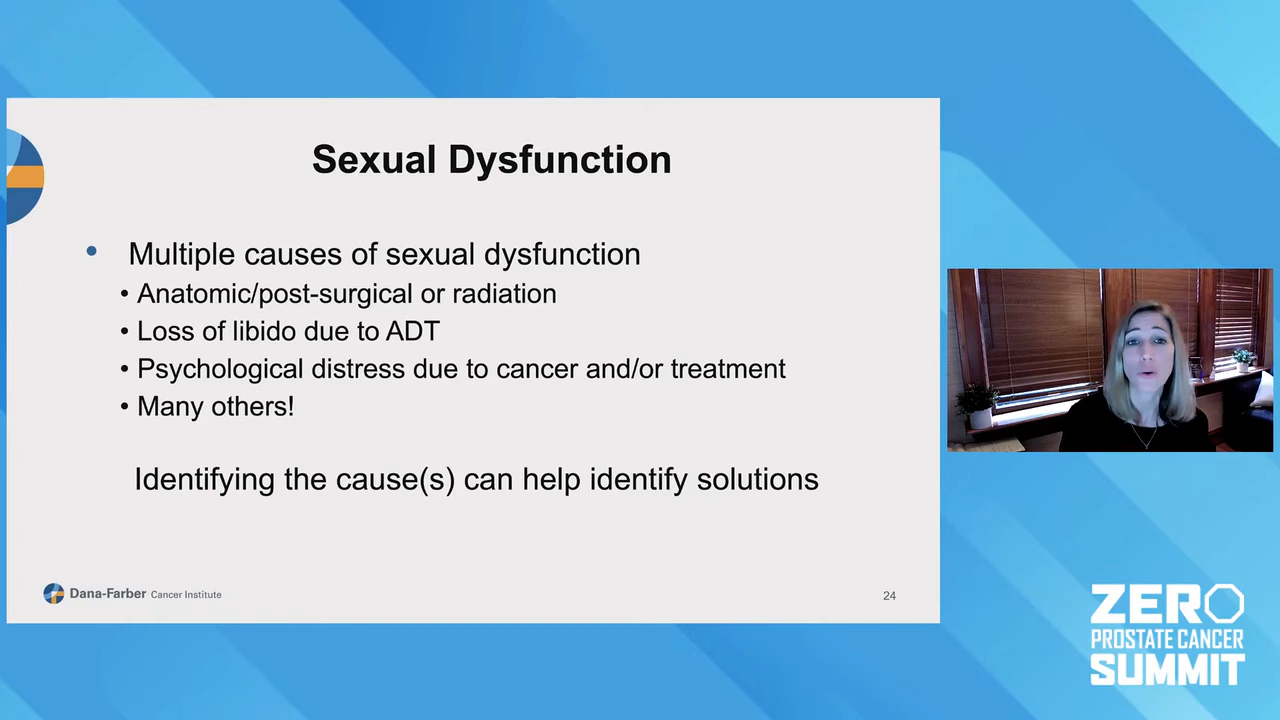 Sexual Dysfunction
• Multiple causes of sexual dysfunction
• Anatomic/post-surgical or radiation
• Loss of libido due to ADT
• Psychological distress due to cancer and/or treatment
• Many others!
Identifying the cause(s) can help identify solutions
Dana-Farber Cancer Institute
24
ZERO
PROSTATE CANCER
SUMMIT